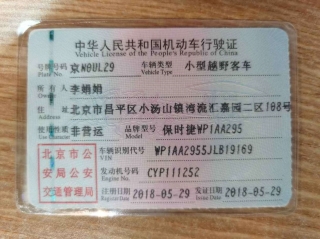 中华人民共和国机动车行驶证
Vehicle License of the People's Republic of China
号牌号码 京N0UL29 车辆类型 小型越野客车
Plate No. Vehicle Type
所有人 李娟娟
Owner
住址 北京市昌平区小汤山镇湾流汇嘉园二区108号
Address
使用性质 非营运 品牌型号 保时捷WP1AA295
Use Character Model
北京市公安局公安交通管理局
车辆识别代号 WP1AA2955JLB19169
VIN
发动机号码 CYP111252
Engine No.
注册日期 2018-05-29 发证日期 2018-05-29
Register Date Issue Date